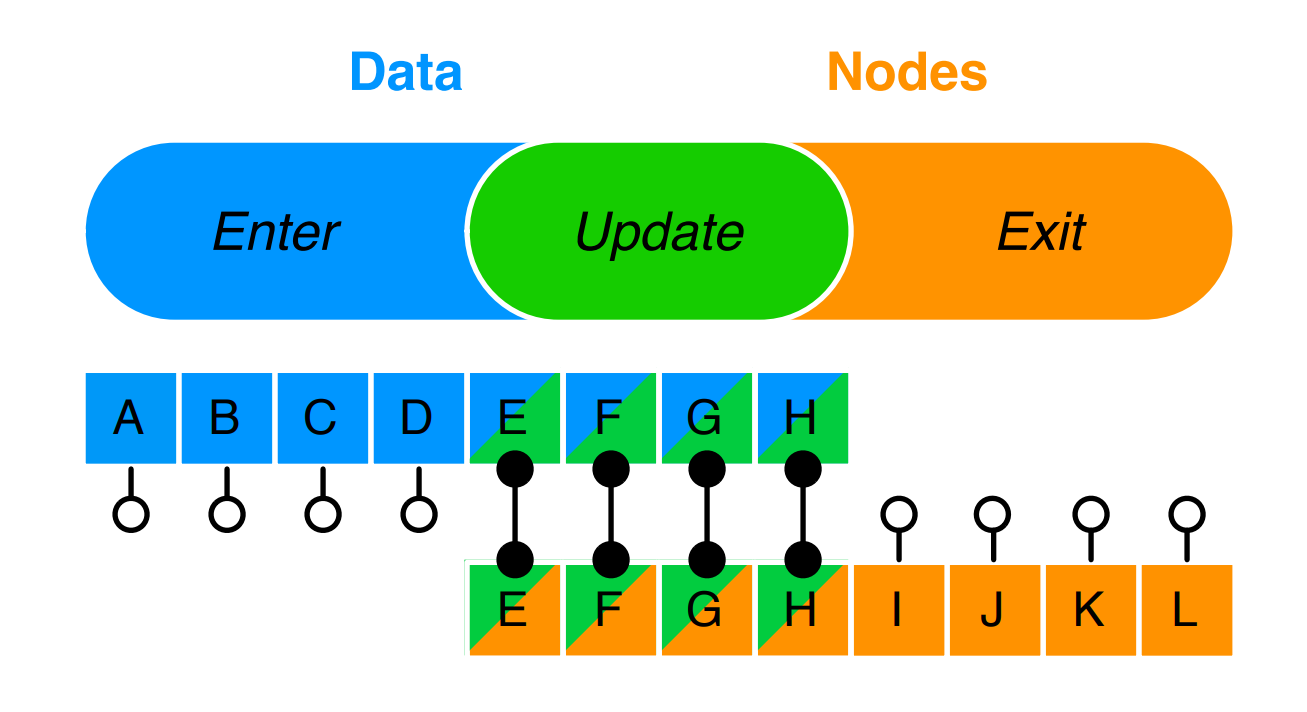 Data Nodes
Enter Update Exit
A B C D E F G H
E F G H I J K L